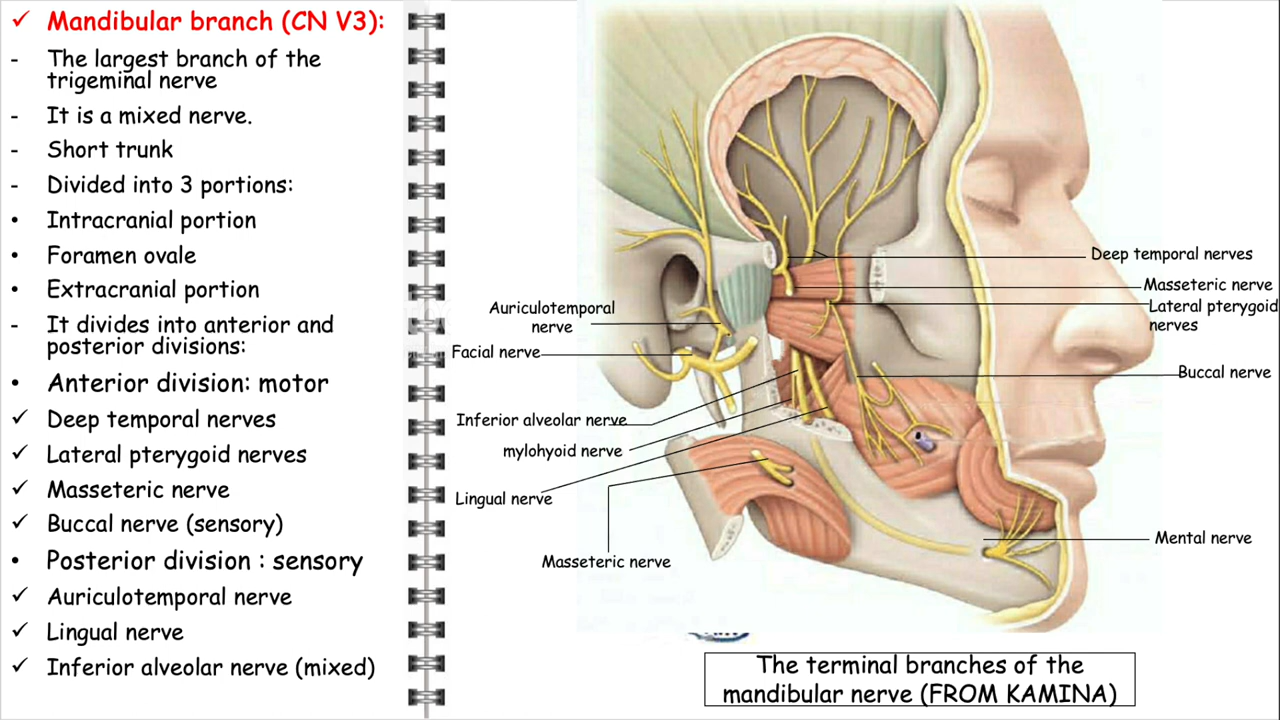 ✓ Mandibular branch (CN V3):
- The largest branch of the
trigeminal nerve
- It is a mixed nerve.
- Short trunk
- Divided into 3 portions:
• Intracranial portion
• Foramen ovale
• Extracranial portion
- It divides into anterior and
posterior divisions:
• Anterior division: motor
✓ Deep temporal nerves
✓ Lateral pterygoid nerves
✓ Masseteric nerve
✓ Buccal nerve (sensory)
• Posterior division : sensory
✓ Auriculotemporal nerve
✓ Lingual nerve
✓ Inferior alveolar nerve (mixed)
Auriculotemporal
nerve
Facial nerve
Inferior alveolar nerve
mylohyoid nerve
Lingual nerve
Masseteric nerve
Deep temporal nerves
Masseteric nerve
Lateral pterygoid
nerves
Buccal nerve
Mental nerve
The terminal branches of the
mandibular nerve (FROM KAMINA)